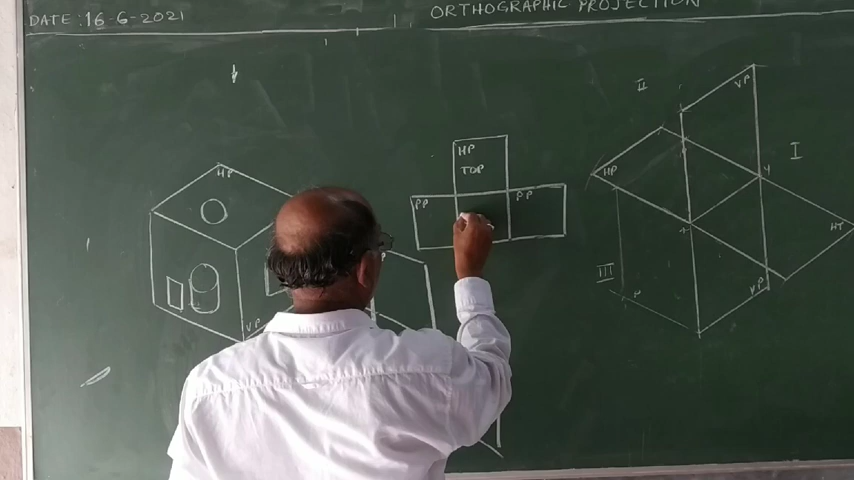 DATE: 16-6-2021
ORTHOGRAPHIC PROJECTION
HP
VP
HP
TOP
PP
PP
II
VP
I
HP
Y
HT
III
VP
P